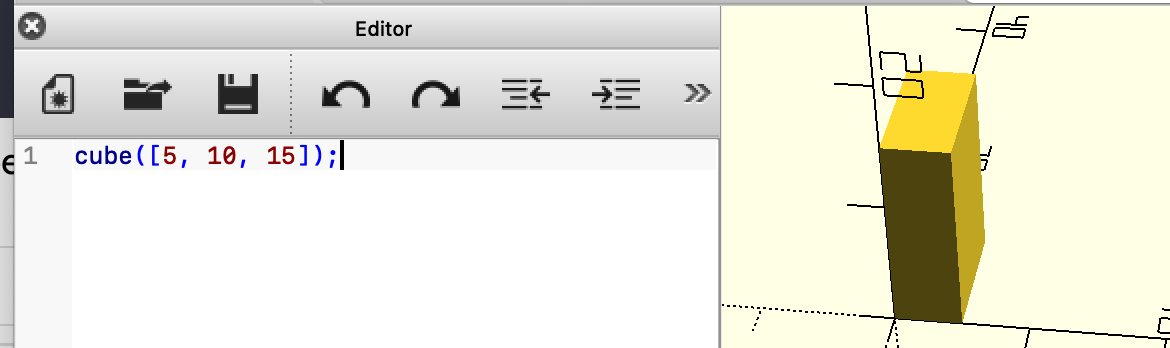 Editor
1 cube([5, 10, 15]);